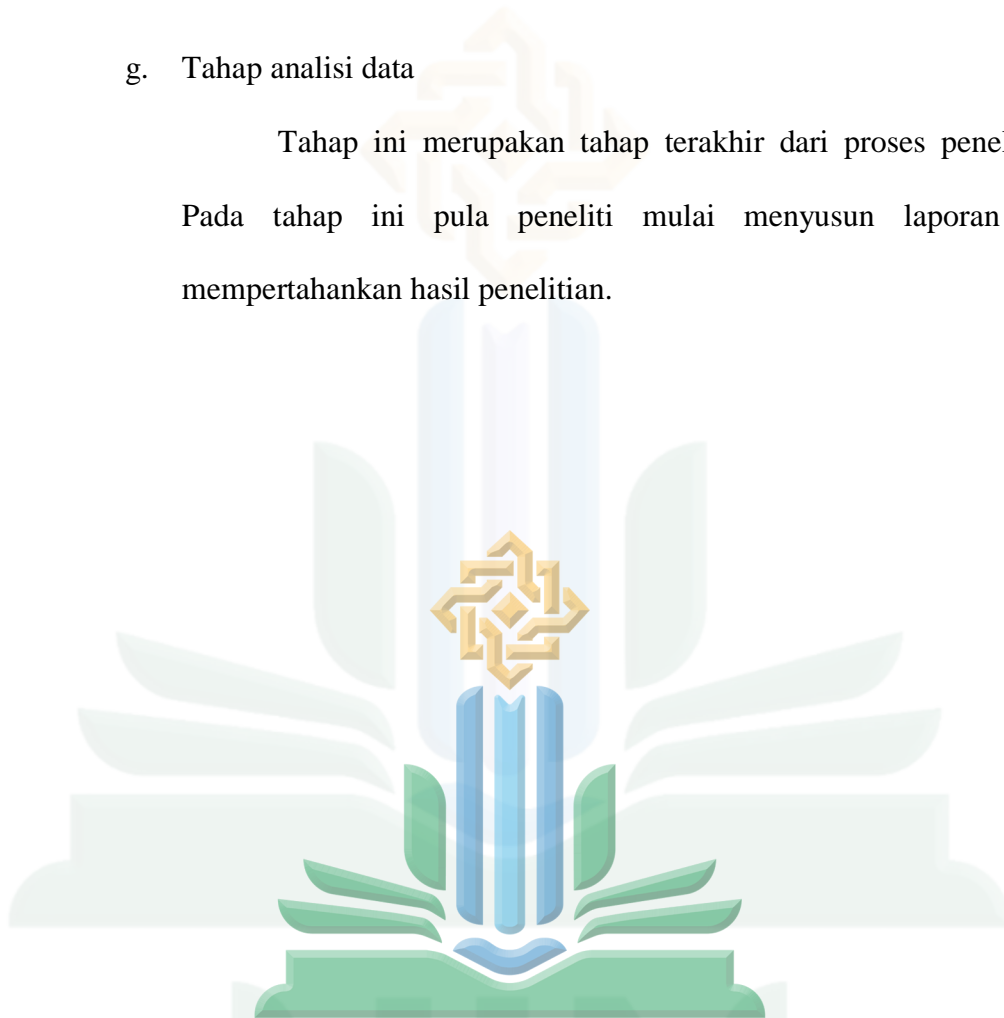 g. Tahap analisi data
Tahap ini merupakan tahap terakhir dari proses penel
Pada tahap ini pula peneliti mulai menyusun laporan
mempertahankan hasil penelitian.